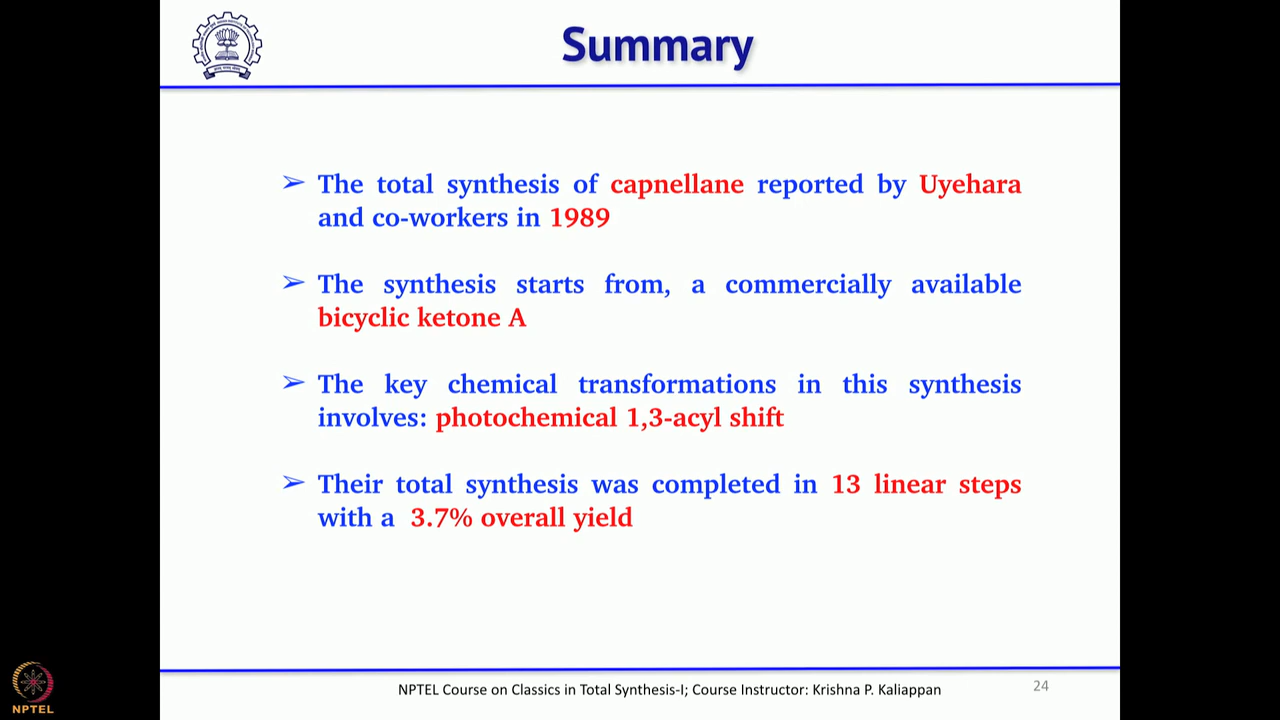 Summary
➢ The total synthesis of capnellane reported by Uyehara
and co-workers in 1989
➢ The synthesis starts from, a commercially available
bicyclic ketone A
➢ The key chemical transformations in this synthesis
involves: photochemical 1,3-acyl shift
➢ Their total synthesis was completed in 13 linear steps
with a 3.7% overall yield
NPTEL Course on Classics in Total Synthesis-I; Course Instructor: Krishna P. Kaliappan
24
NPTEL